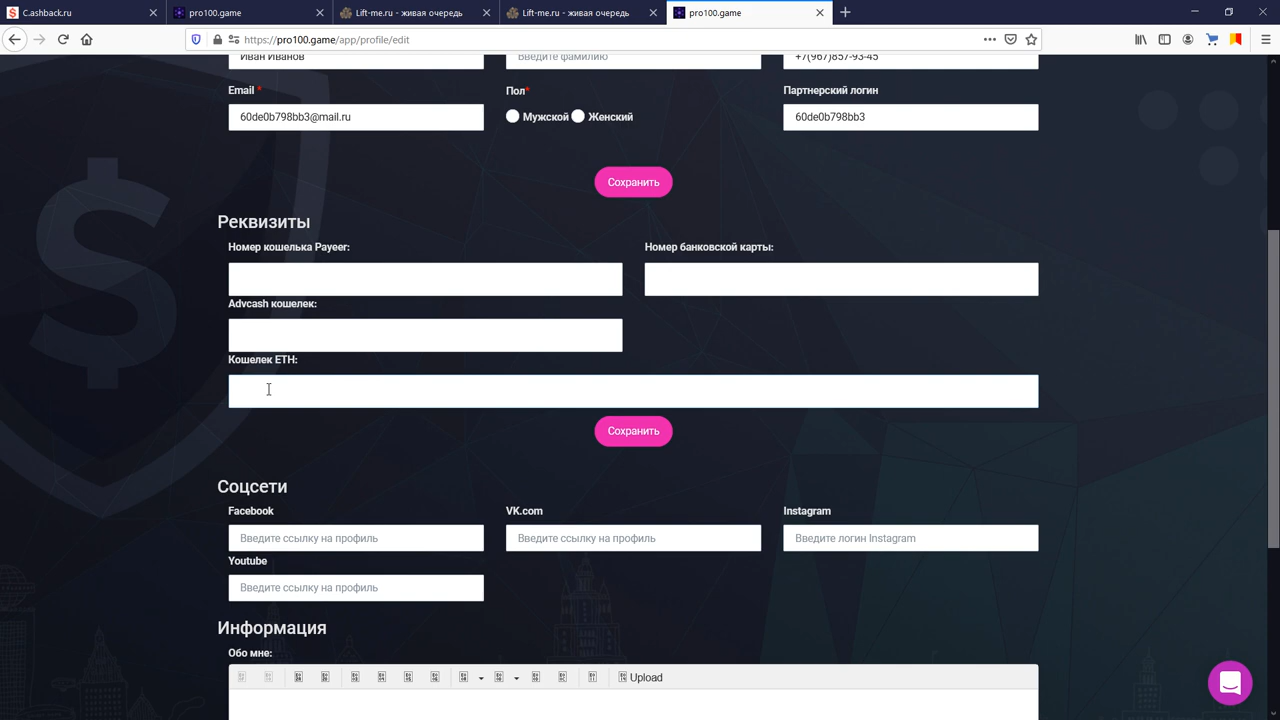 C.ashback.ru
pro100.game
Lift-me.ru - живая очередь
Lift-me.ru - живая очередь
pro100.game
https://pro100.game/app/profile/edit
Иван Иванов
Введите фамилию
+7(967)857-93-45
Email *
Пол*
Партнерский логин
60de0b798bb3@mail.ru
Мужской
Женский
60de0b798bb3
Сохранить
Реквизиты
Номер кошелька Payeer:
Номер банковской карты:
Advcash кошелек:
Кошелек ETH:
Сохранить
Соцсети
Facebook
VK.com
Instagram
Введите ссылку на профиль
Введите ссылку на профиль
Введите логин Instagram
Youtube
Введите ссылку на профиль
Информация
Обо мне:
Upload